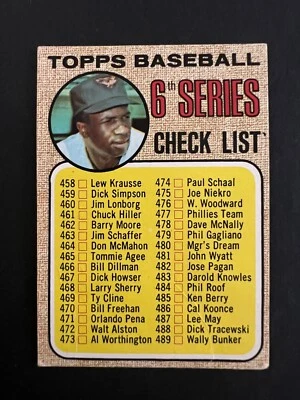 TOPPS BASEBALL
6th SERIES
CHECK LIST
458 Lew Krausse
459 Dick Simpson
460 Jim Lonborg
461 Chuck Hiller
462 Barry Moore
463 Jim Schaffer
464 Don McMahon
465 Tommie Agee
466 Bill Dillman
467 Dick Howser
468 Larry Sherry
469 Ty Cline
470 Bill Freehan
471 Orlando Pena
472 Walt Alston
473 Al Worthington
474 Paul Schaal
475 Joe Niekro
476 W. Woodward
477 Phillies Team
478 Dave McNally
479 Phil Gagliano
480 Mgr's Dream
481 John Wyatt
482 Jose Pagan
483 Darold Knowles
484 Phil Roof
485 Ken Berry
486 Cal Koonce
487 Lee May
488 Dick Tracewski
489 Wally Bunker